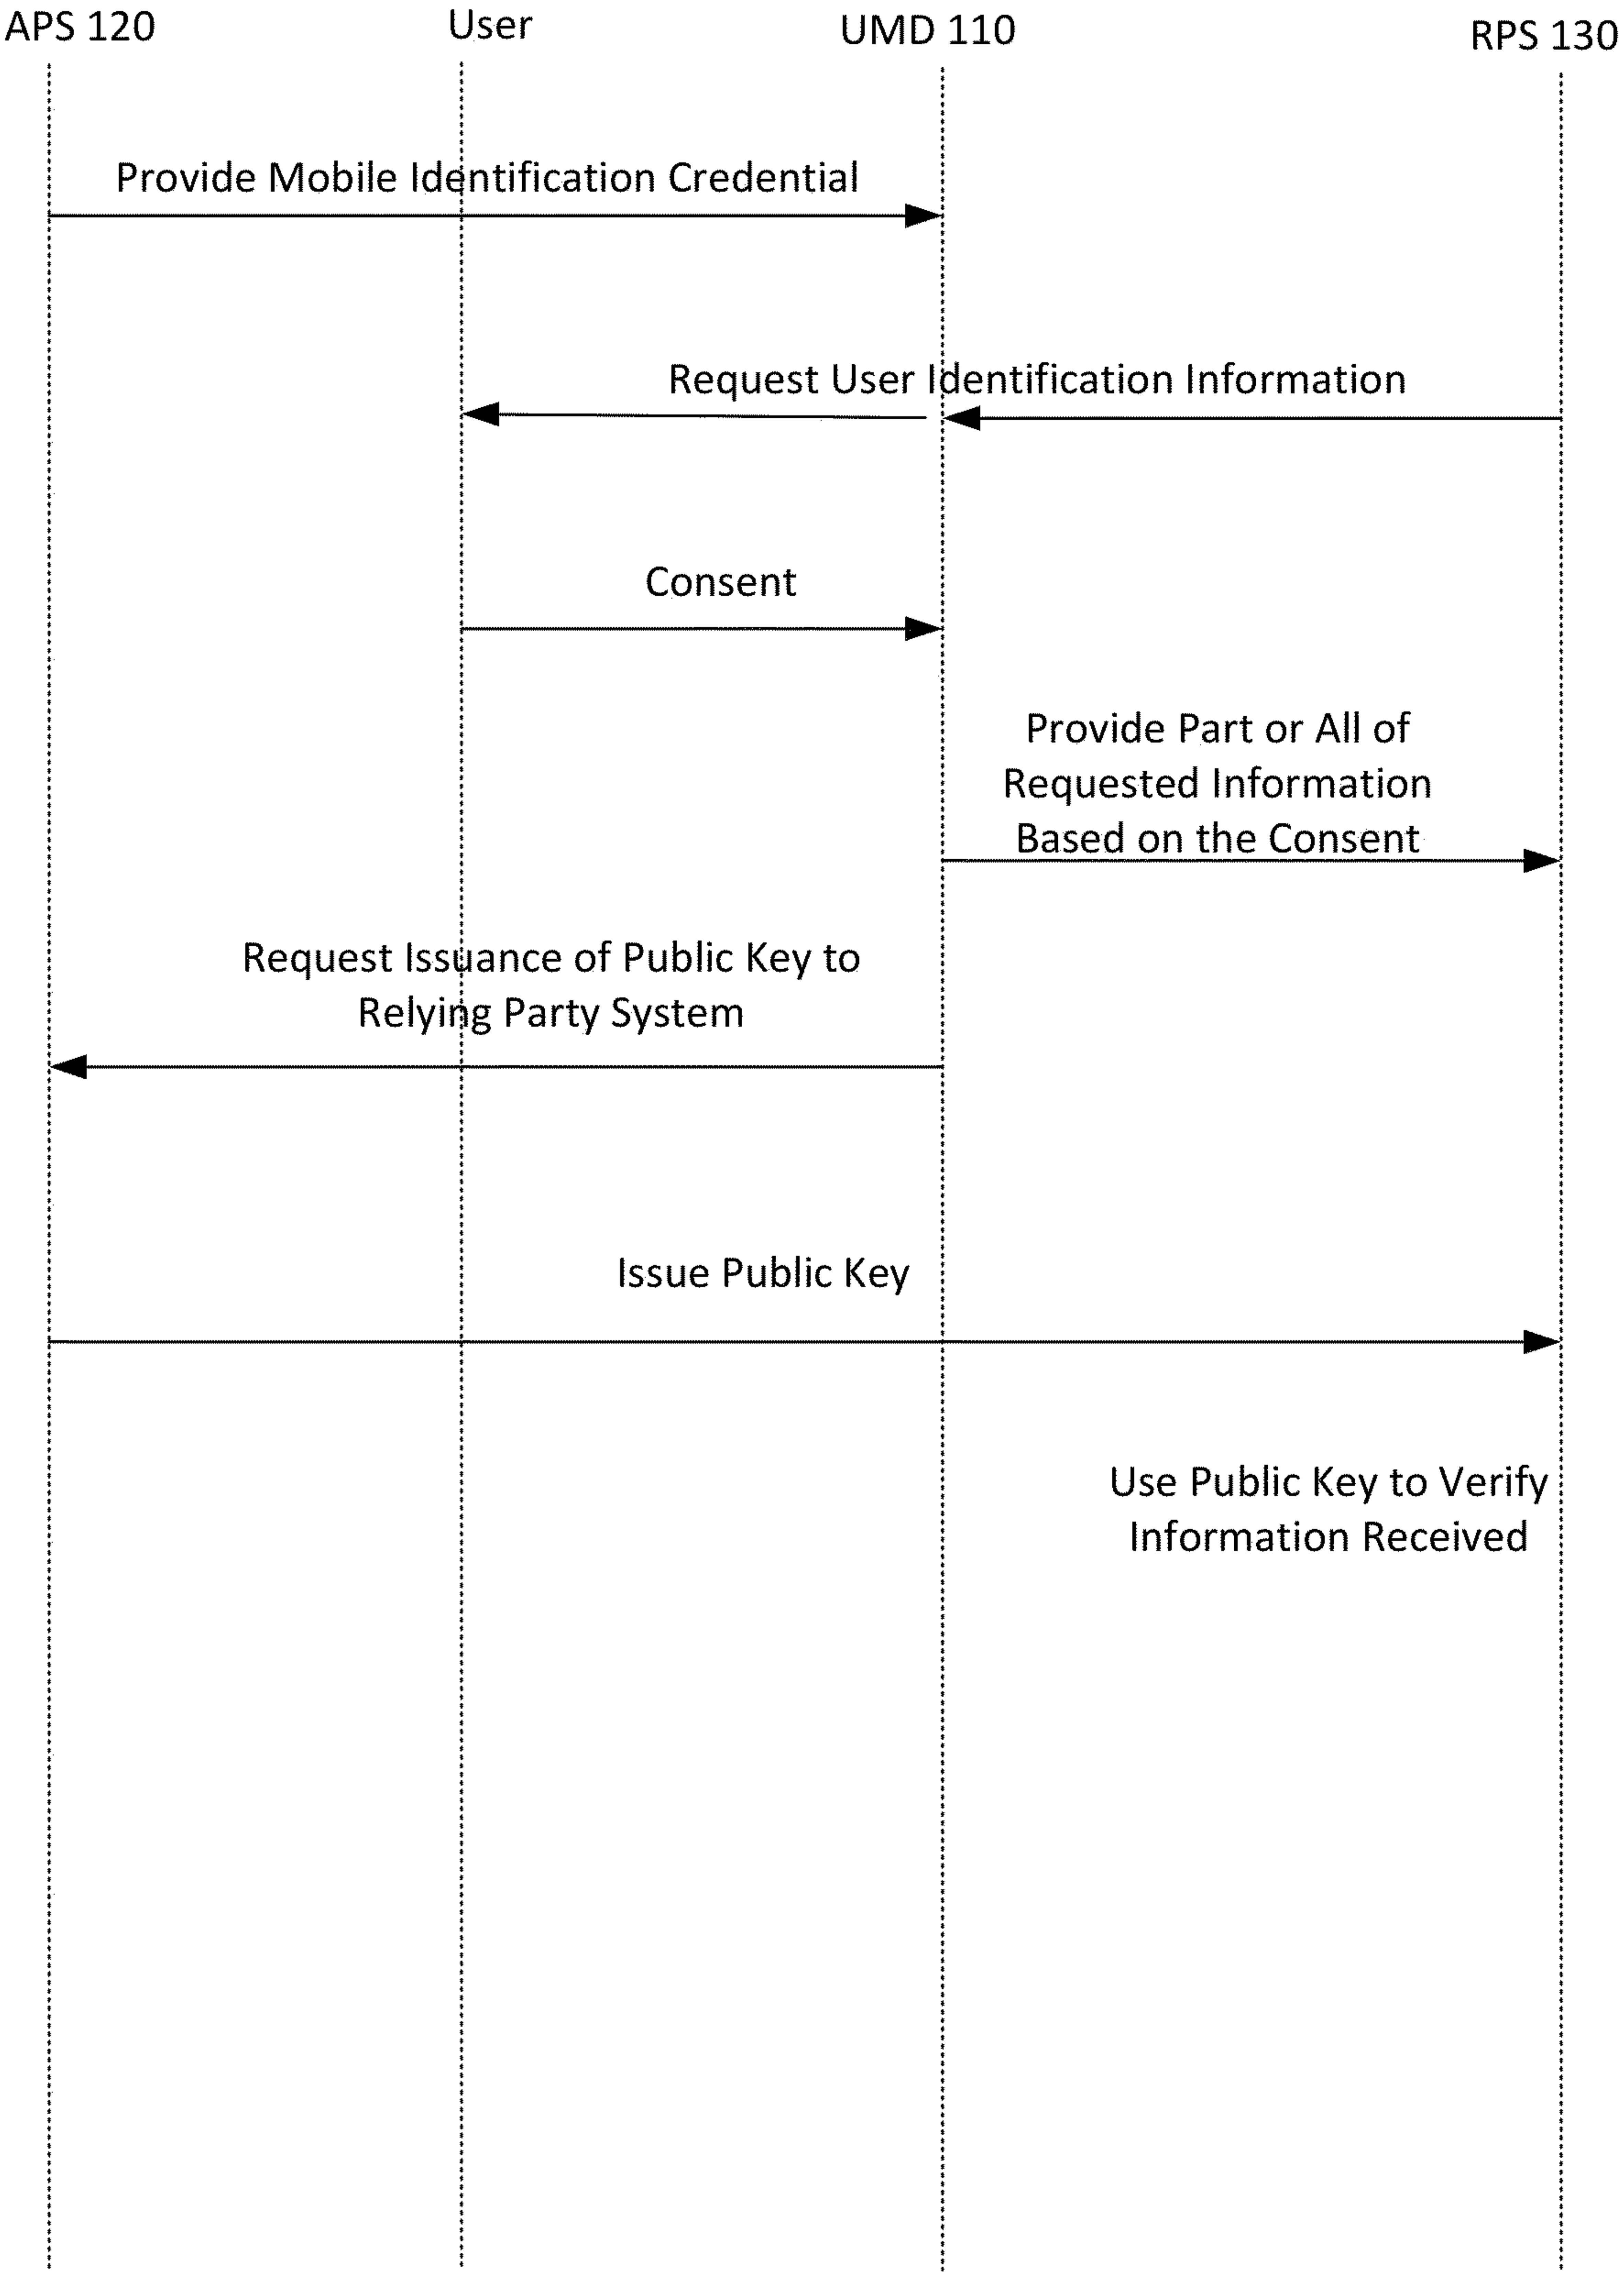 APS 120
User
UMD 110
RPS 130
Provide Mobile Identification Credential
Request User Identification Information
Consent
Provide Part or All of
Requested Information
Based on the Consent
Request Issuance of Public Key to
Relying Party System
Issue Public Key
Use Public Key to Verify
Information Received